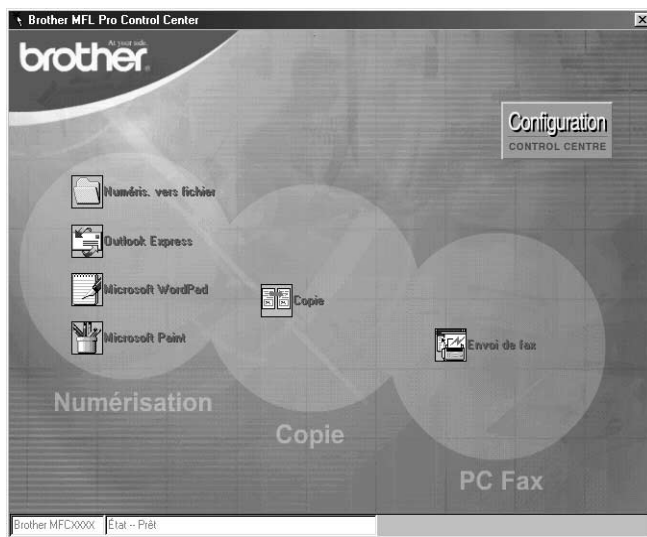 Brother MFL Pro Control Center
At your side.
brother
Configuration
CONTROL CENTRE
Numéris. vers fichier
Outlook Express
Microsoft WordPad
Microsoft Paint
Numérisation
Copie
Copie
Envoi de fax
PC Fax
Brother MFCXXXX
État -- Prêt